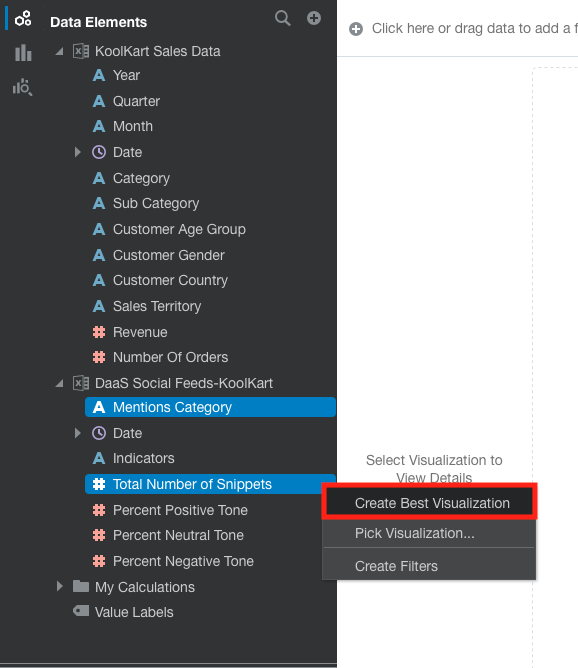 Data Elements
Click here or drag data to add a f
KoolKart Sales Data
A Year
A Quarter
A Month
Date
A Category
A Sub Category
A Customer Age Group
A Customer Gender
A Customer Country
A Sales Territory
# Revenue
# Number Of Orders
DaaS Social Feeds-KoolKart
A Mentions Category
Date
A Indicators
# Total Number of Snippets
# Percent Positive Tone
# Percent Neutral Tone
# Percent Negative Tone
My Calculations
Value Labels
Select Visualization to
View Details
Create Best Visualization
Pick Visualization...
Create Filters